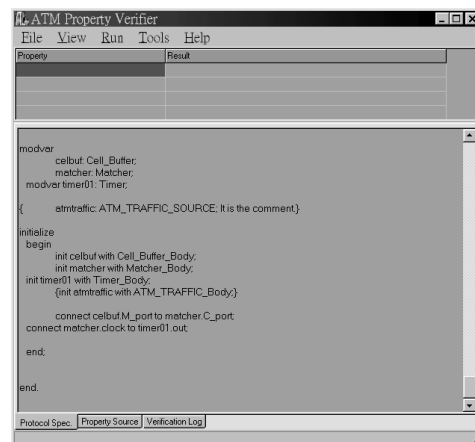 ATM Property Verifier
File View Run Tools Help
Property Result
modvar
celbuf: Cell_Buffer;
matcher: Matcher;
modvar timer01: Timer;
{ atmtraffic: ATM_TRAFFIC_SOURCE; It is the comment.}
initialize
begin
init celbuf with Cell_Buffer_Body;
init matcher with Matcher_Body;
init timer01 with Timer_Body;
{init atmtraffic with ATM_TRAFFIC_Body;}
connect celbuf.M_port to matcher.C_port;
connect matcher.clock to timer01.out;
end;
end.
Protocol Spec. Property Source Verification Log